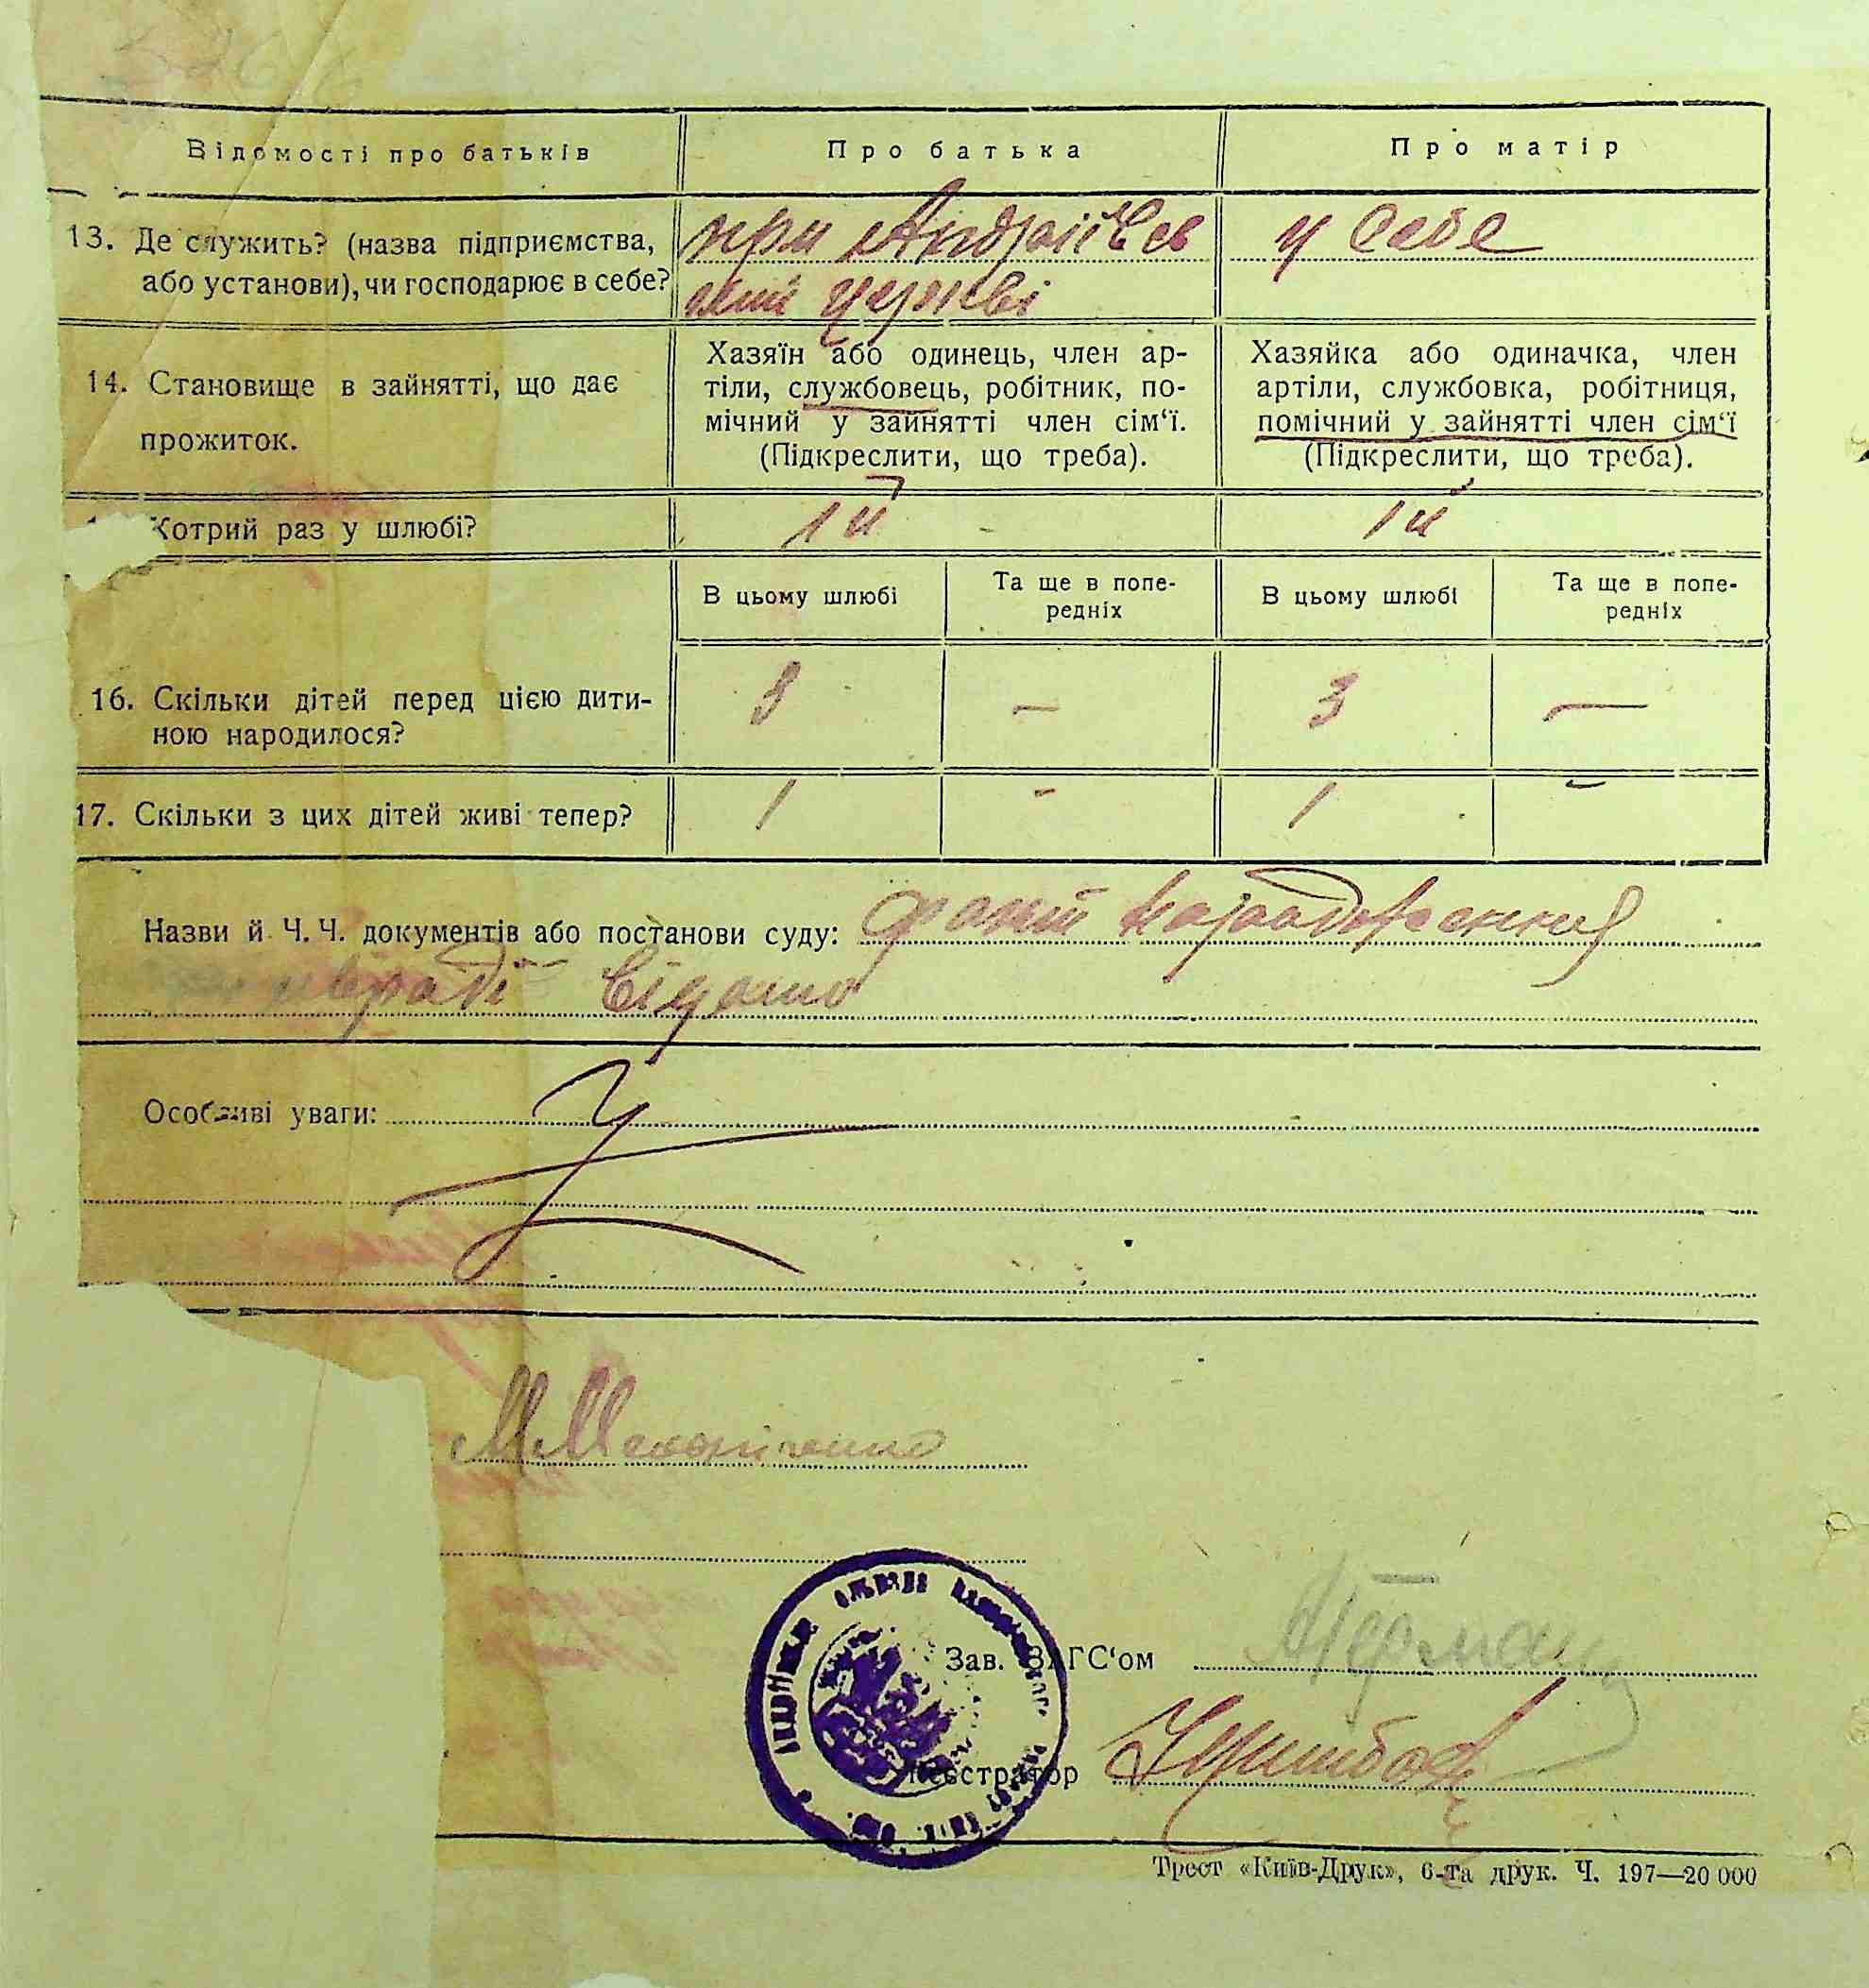 Відомості про батьків
Про батька
Про матір
13. Де служить? (назва підприємства,
або установи), чи господарює в себе?
при Андріївсь
кій церкві
у себе
14. Становище в зайнятті, що дає
прожиток.
Хазяїн або одинець, член ар-
тіли, службовець, робітник, по-
мічний у зайнятті член сім‘ї.
(Підкреслити, що треба).
Хазяйка або одиначка, член
артіли, службовка, робітниця,
помічний у зайнятті член сім‘ї
(Підкреслити, що треба).
Котрий раз у шлюбі?
1й
1й
16. Скільки дітей перед цією дити-
ною народилося?
В цьому шлюбі
Та ще в попе-
редніх
В цьому шлюбі
Та ще в попе-
редніх
3
—
3
—
17. Скільки з цих дітей живі тепер?
1
-
1
-
Назви й Ч. Ч. документів або постанови суду: факт народження
відомо
Особливі уваги:
Зав. ЗАГС‘ом
Реєстратор
Трест «Київ-Друк», 6-та друк. Ч. 197—20 000